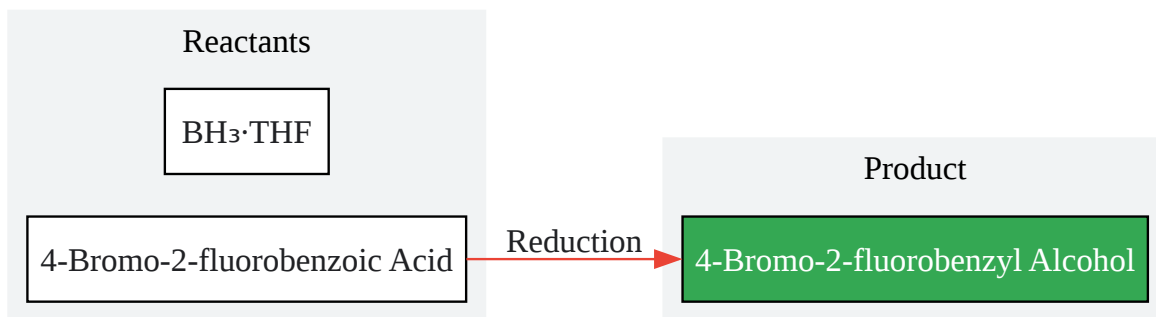 Reactants
BH₃·THF
4-Bromo-2-fluorobenzoic Acid
Reduction
Product
4-Bromo-2-fluorobenzyl Alcohol